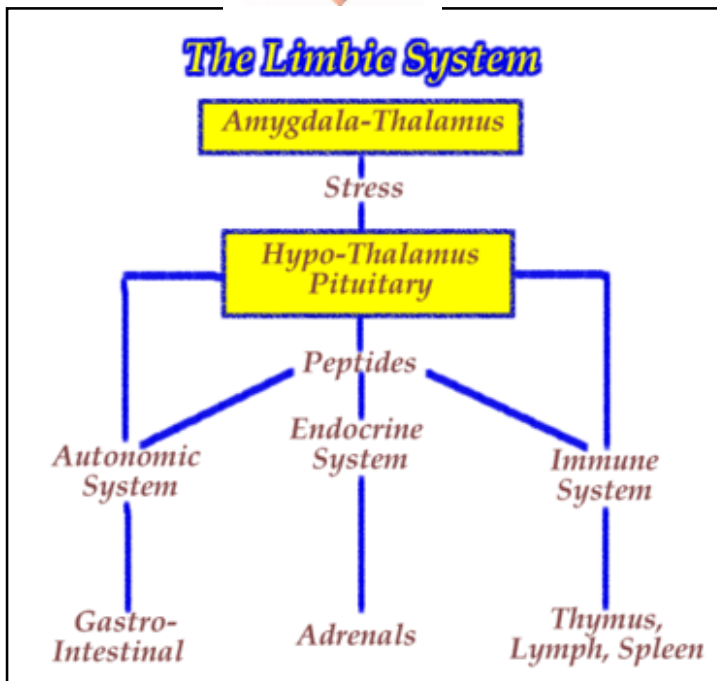 The Limbic System
Amygdala-Thalamus
Stress
Hypo-Thalamus
Pituitary
Peptides
Autonomic
System
Endocrine
System
Immune
System
Gastro-
Intestinal
Adrenals
Thymus,
Lymph, Spleen